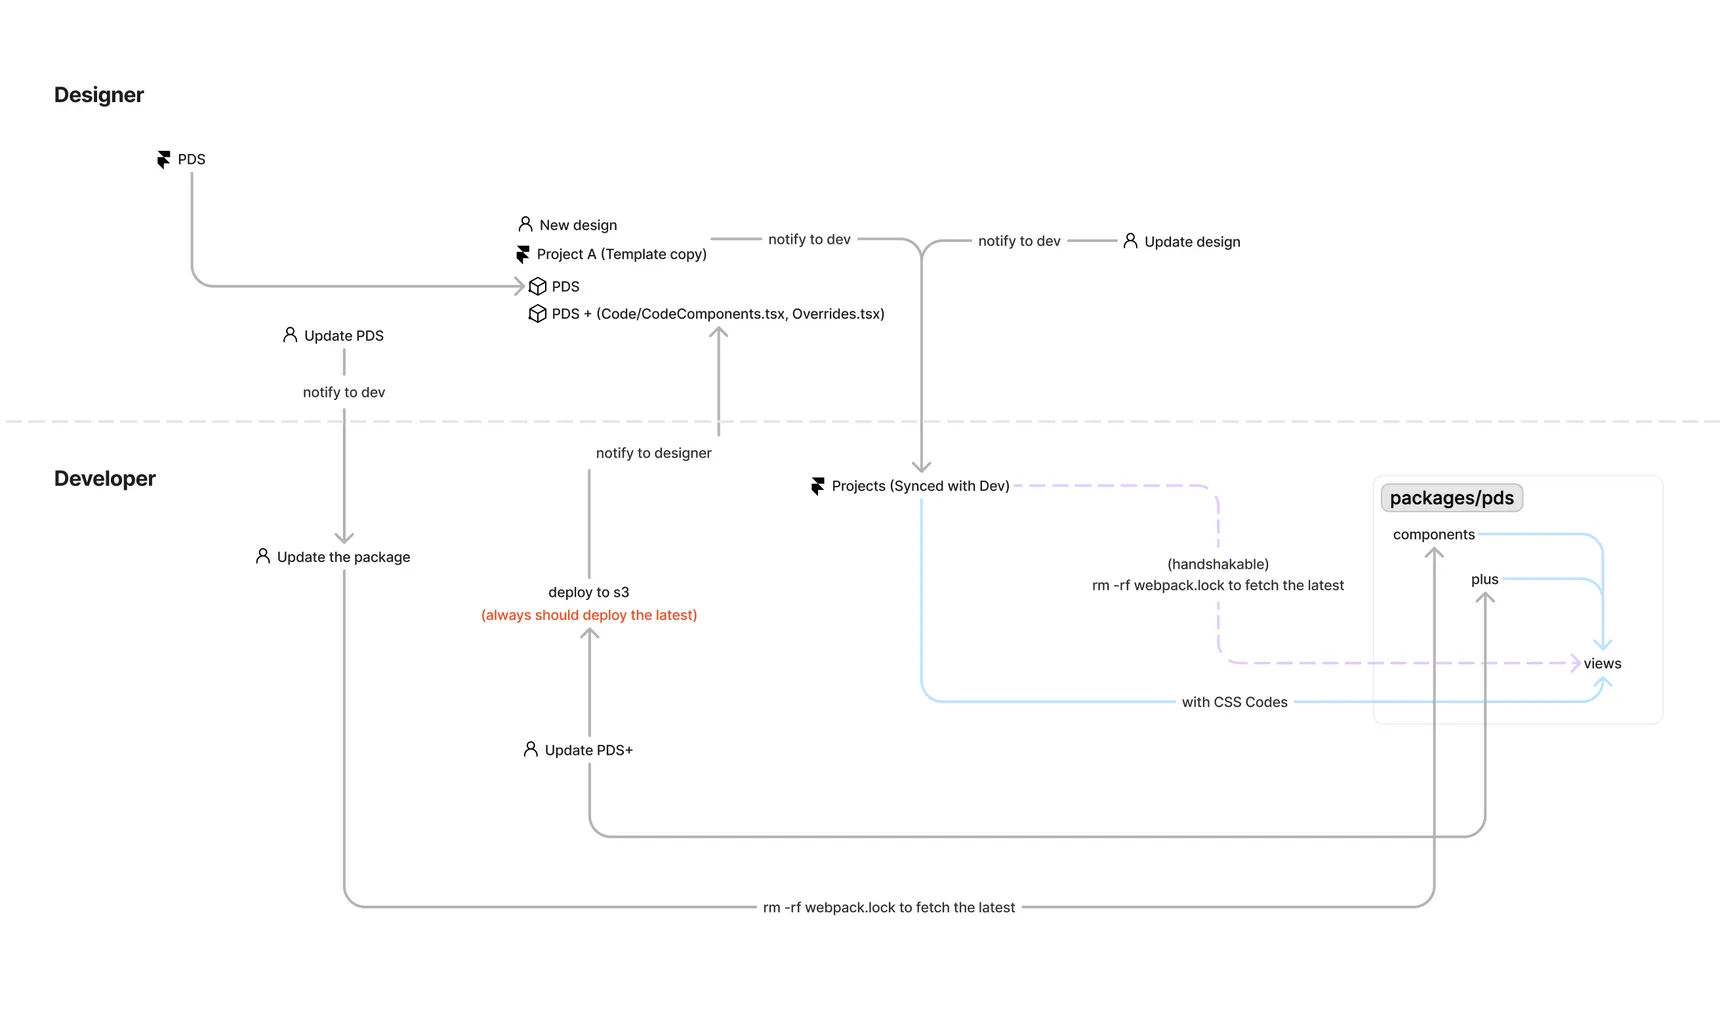 Designer
PDS
New design
Project A (Template copy)
PDS
PDS + (Code/CodeComponents.tsx, Overrides.tsx)
notify to dev
notify to dev
Update design
Update PDS
notify to dev
Developer
notify to designer
Projects (Synced with Dev)
packages/pds
components
plus
views
Update the package
(handshakable)
rm -rf webpack.lock to fetch the latest
deploy to s3
(always should deploy the latest)
with CSS Codes
Update PDS+
rm -rf webpack.lock to fetch the latest